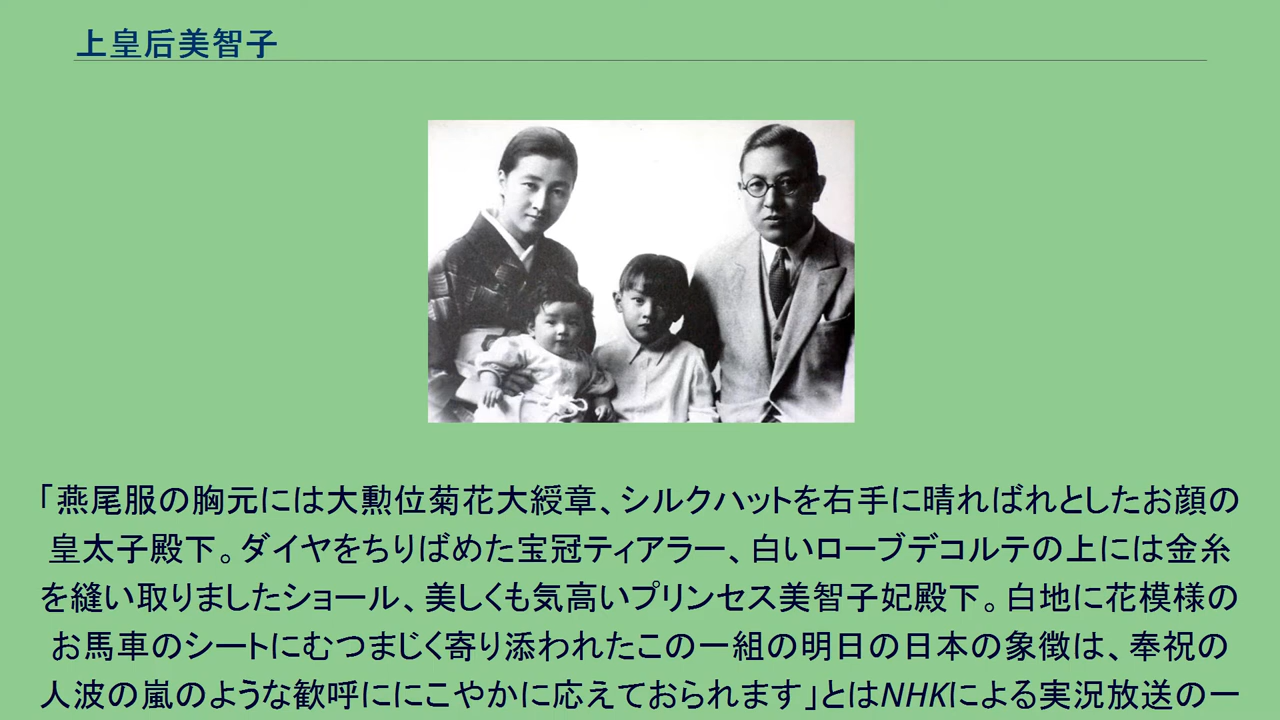 上皇后美智子
「燕尾服の胸元には大勲位菊花大綬章、シルクハットを右手に晴ればれとしたお顔の
皇太子殿下。ダイヤをちりばめた宝冠ティアラー、白いローブデコルテの上には金糸
を縫い取りましたショール、美しくも気高いプリンセス美智子妃殿下。白地に花模様の
お馬車のシートにむつまじく寄り添われたこの一組の明日の日本の象徴は、奉祝の
人波の嵐のような歓呼ににこやかに応えておられます」とはNHKによる実況放送の一